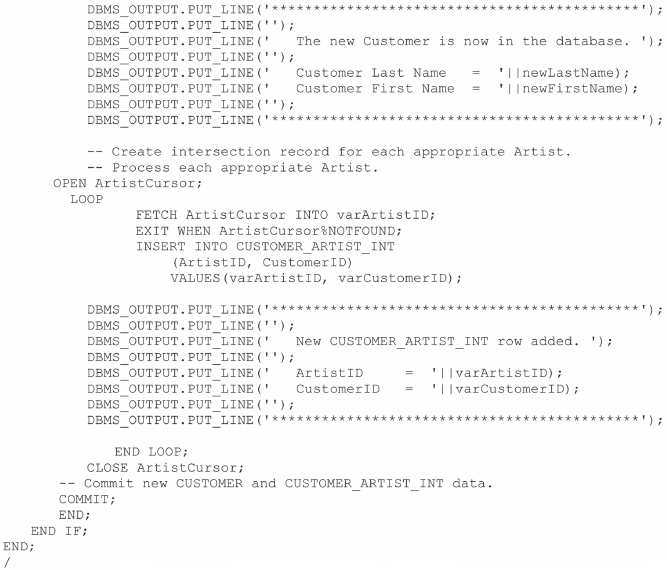 DBMS_OUTPUT.PUT_LINE('********************************************');
DBMS_OUTPUT.PUT_LINE('');
DBMS_OUTPUT.PUT_LINE('   The new Customer is now in the database. ');
DBMS_OUTPUT.PUT_LINE('');
DBMS_OUTPUT.PUT_LINE('   Customer Last Name   =  '||newLastName);
DBMS_OUTPUT.PUT_LINE('   Customer First Name  =  '||newFirstName);
DBMS_OUTPUT.PUT_LINE('');
DBMS_OUTPUT.PUT_LINE('********************************************');
-- Create intersection record for each appropriate Artist.
-- Process each appropriate Artist.
OPEN ArtistCursor;
LOOP
FETCH ArtistCursor INTO varArtistID;
EXIT WHEN ArtistCursor%NOTFOUND;
INSERT INTO CUSTOMER_ARTIST_INT
(ArtistID, CustomerID)
VALUES(varArtistID, varCustomerID);
DBMS_OUTPUT.PUT_LINE('********************************************');
DBMS_OUTPUT.PUT_LINE('');
DBMS_OUTPUT.PUT_LINE('   New CUSTOMER_ARTIST_INT row added. ');
DBMS_OUTPUT.PUT_LINE('');
DBMS_OUTPUT.PUT_LINE('   ArtistID     =  '||varArtistID);
DBMS_OUTPUT.PUT_LINE('   CustomerID   =  '||varCustomerID);
DBMS_OUTPUT.PUT_LINE('');
DBMS_OUTPUT.PUT_LINE('********************************************');
END LOOP;
CLOSE ArtistCursor;
-- Commit new CUSTOMER and CUSTOMER_ARTIST_INT data.
COMMIT;
END;
END IF;
END;
/